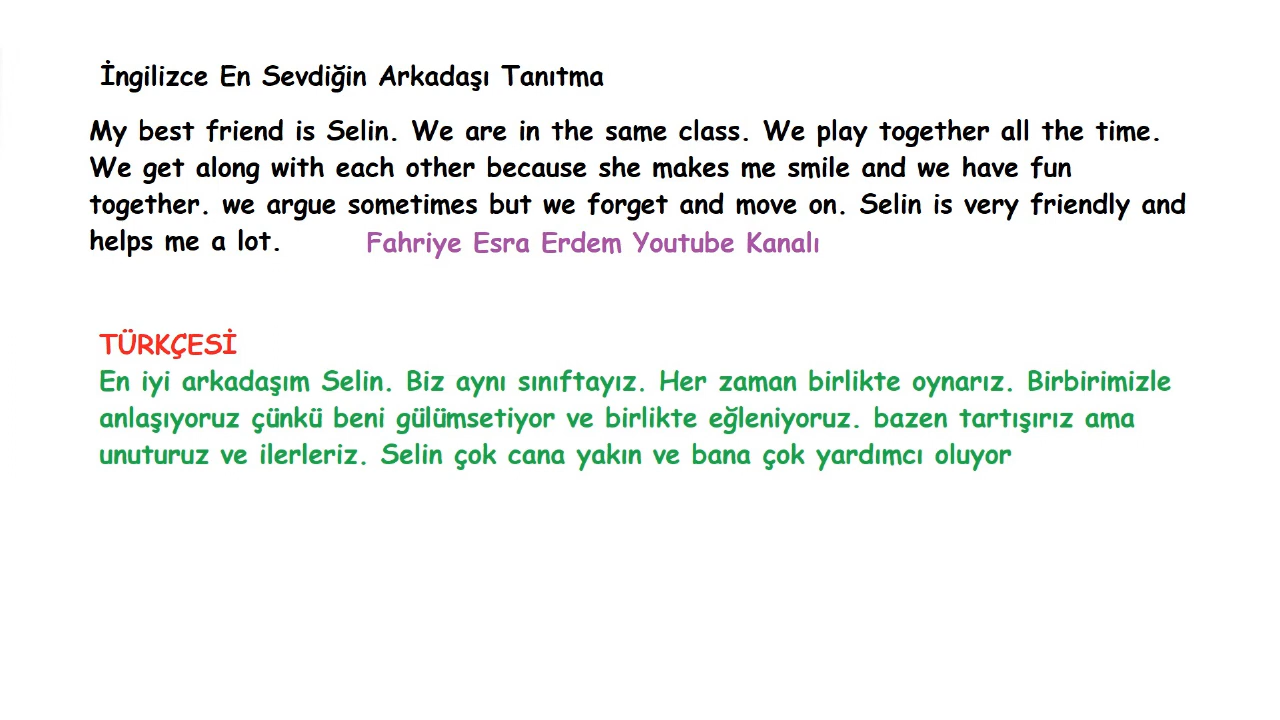 İngilizce En Sevdiğin Arkadaşı Tanıtma
My best friend is Selin. We are in the same class. We play together all the time.
We get along with each other because she makes me smile and we have fun
together. we argue sometimes but we forget and move on. Selin is very friendly and
helps me a lot. Fahriye Esra Erdem Youtube Kanalı
TÜRKÇESİ
En iyi arkadaşım Selin. Biz aynı sınıftayız. Her zaman birlikte oynarız. Birbirimizle
anlaşıyoruz çünkü beni gülümsetiyor ve birlikte eğleniyoruz. bazen tartışırız ama
unuturuz ve ilerleriz. Selin çok cana yakın ve bana çok yardımcı oluyor